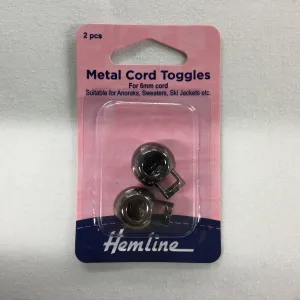 2 pcs
Metal Cord Toggles
For 6mm cord
Suitable for Anoraks, Sweaters, Ski Jackets etc.
Hemline